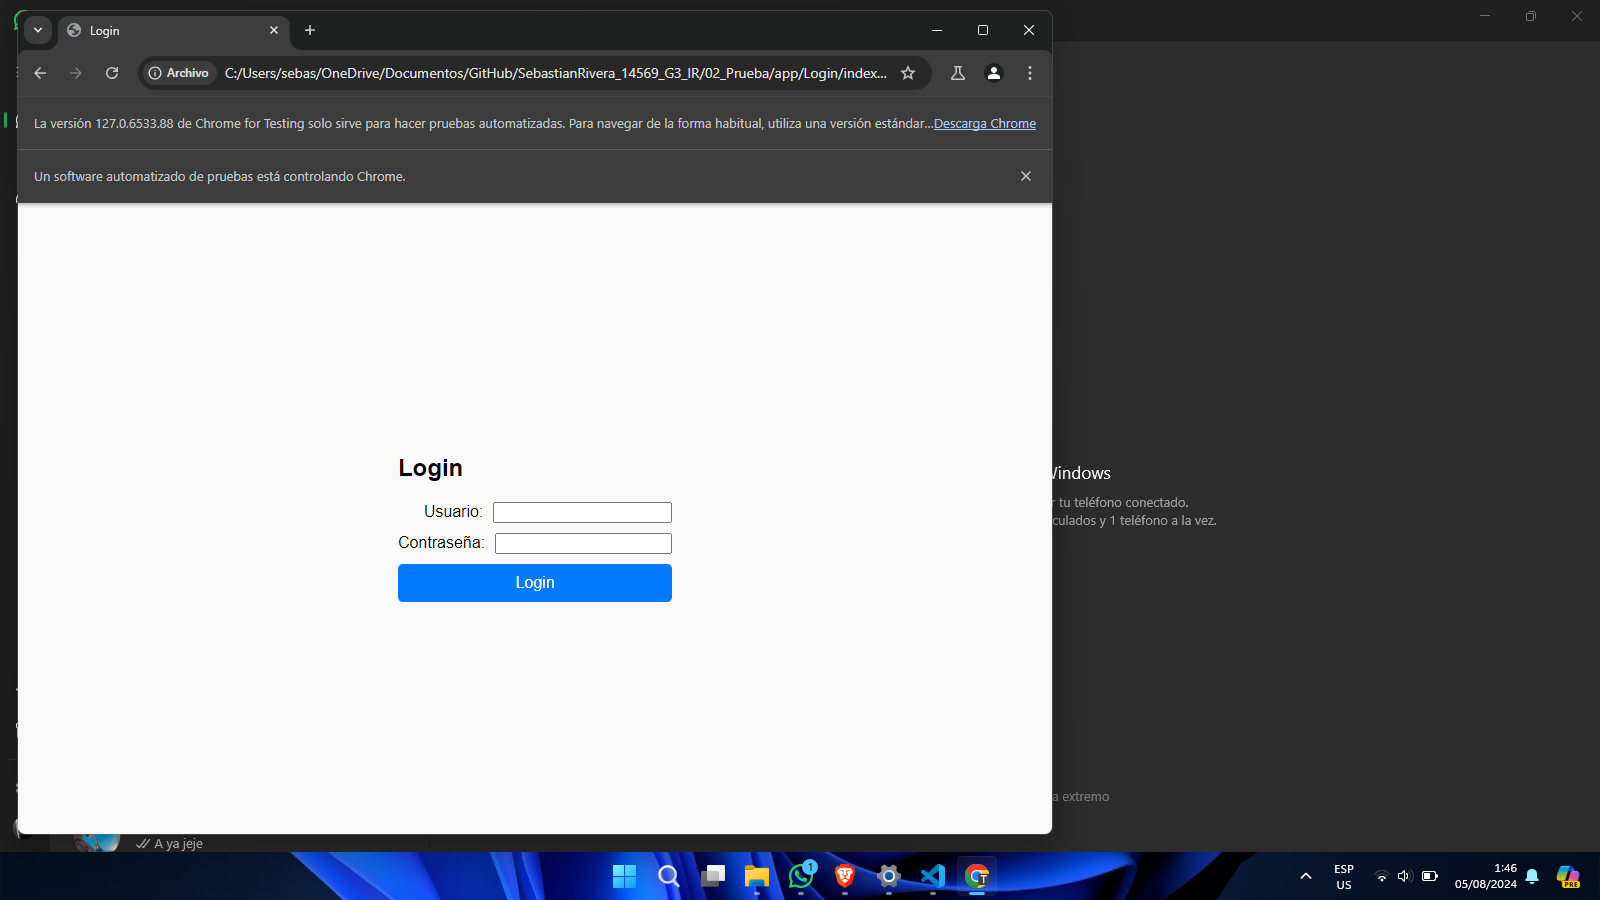 Login
Archivo
C:/Users/sebas/OneDrive/Documentos/GitHub/SebastianRivera_14569_G3_IR/02_Prueba/app/Login/index...
La versión 127.0.6533.88 de Chrome for Testing solo sirve para hacer pruebas automatizadas. Para navegar de la forma habitual, utiliza una versión estándar...Descarga Chrome
Un software automatizado de pruebas está controlando Chrome.
Login
Usuario:
Contraseña:
Login
Windows
r tu teléfono conectado.
culados y 1 teléfono a la vez.
a extremo
A ya jeje
1
T
ESP
US
1:46
05/08/2024
PRE